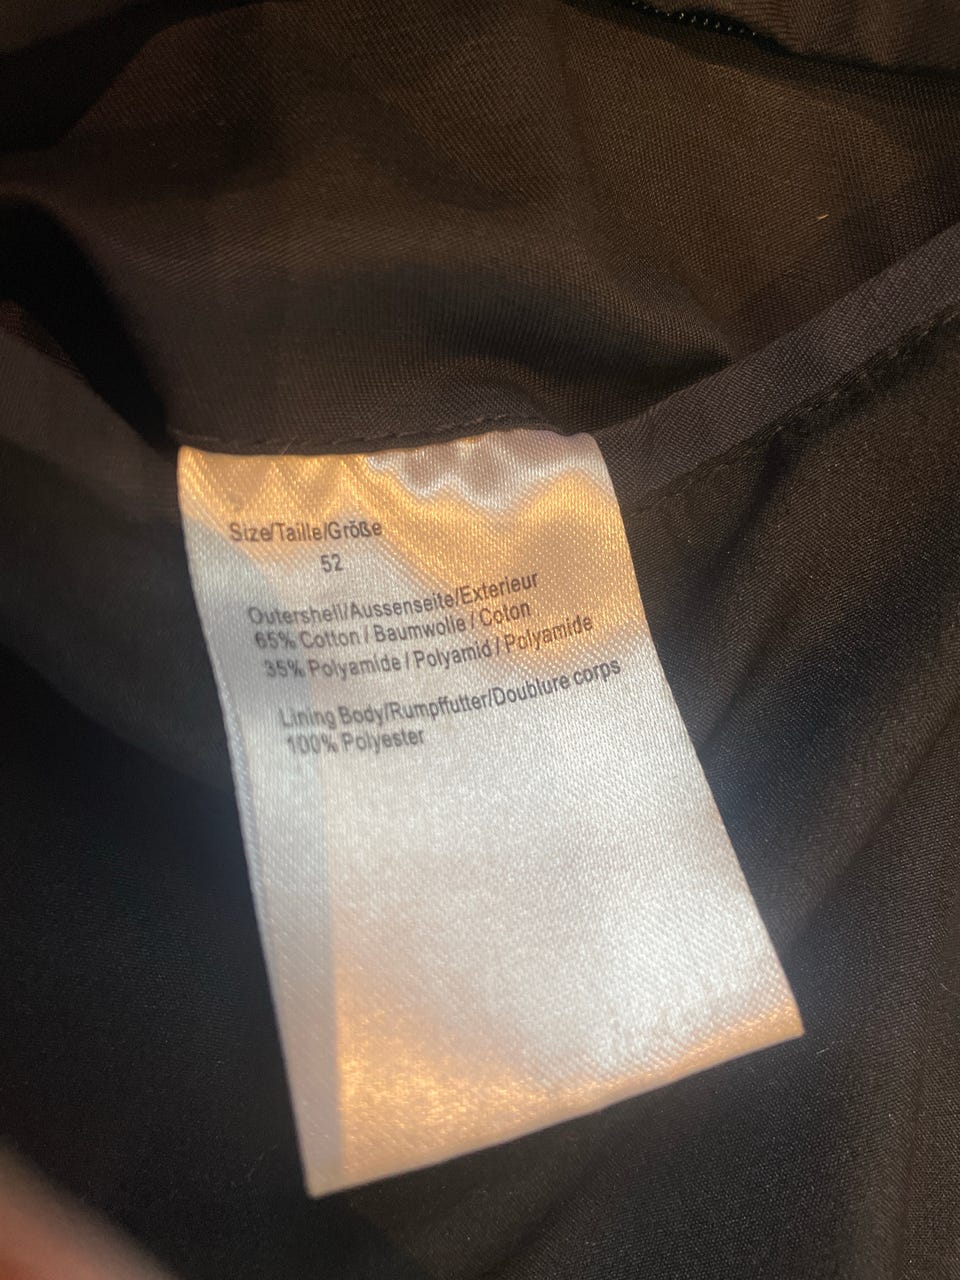 Size/Taille/Größe
52
Outershell/Aussenseite/Exterieur
65% Cotton / Baumwolle / Coton
35% Polyamide / Polyamid / Polyamide
Lining Body/Rumpffutter/Doublure corps
100% Polyester